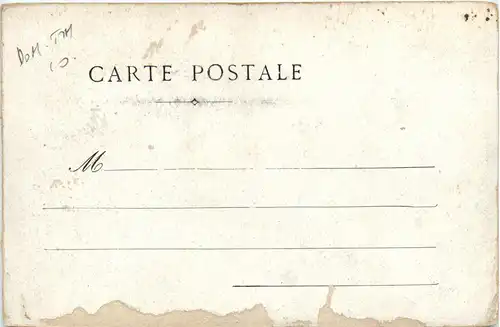 DOM-TOM
10.
CARTE POSTALE
M